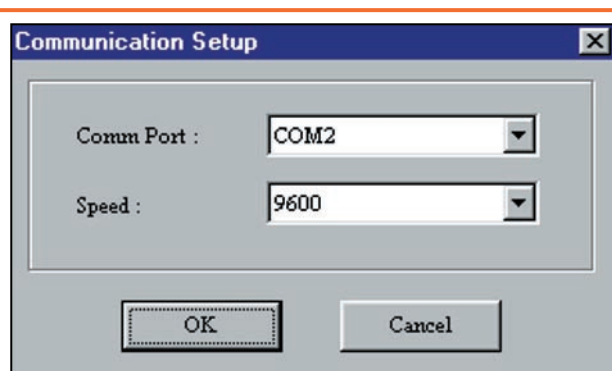 Communication Setup
Comm Port : COM2
Speed : 9600
OK Cancel